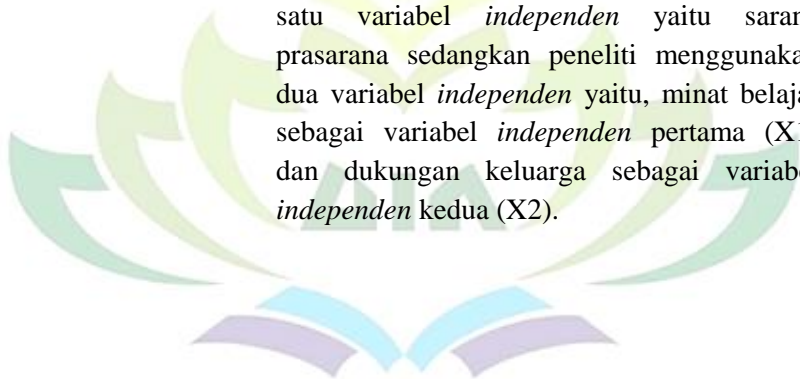 satu variabel independen yaitu saran
prasarana sedangkan peneliti menggunaka
dua variabel independen yaitu, minat belaja
sebagai variabel independen pertama (X1
dan dukungan keluarga sebagai variabe
independen kedua (X2).